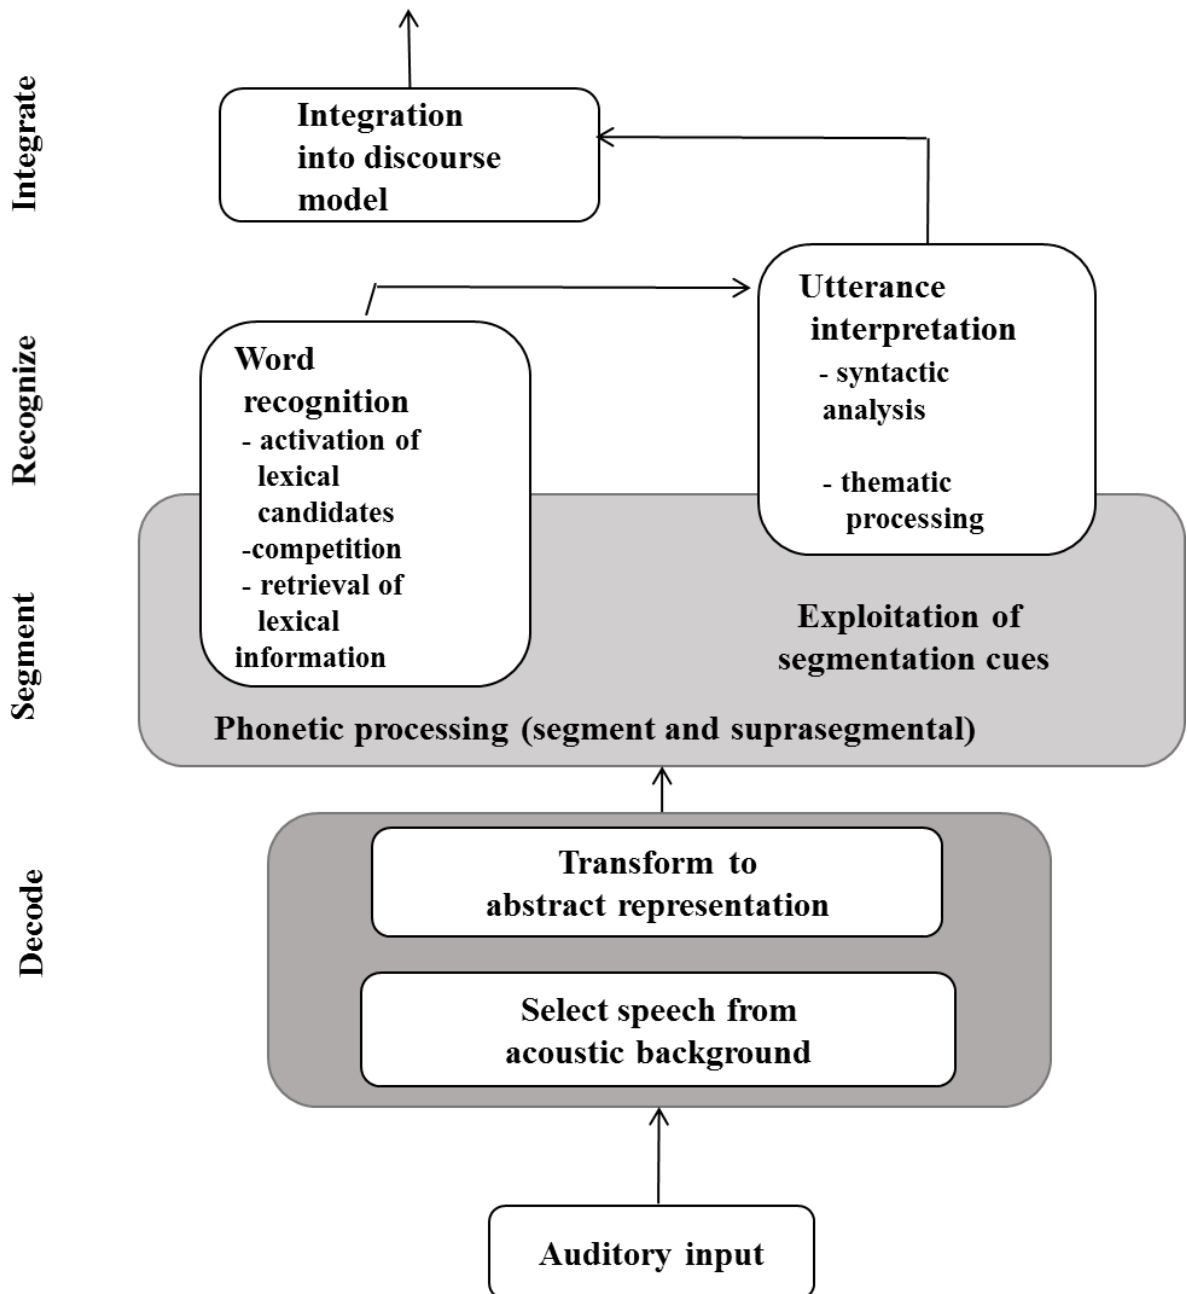 Integrate
Integration
into discourse
model
Recognize
Word
recognition
- activation of
lexical
candidates
-competition
- retrieval of
lexical
information
Utterance
interpretation
- syntactic
analysis
- thematic
processing
Segment
Exploitation of
segmentation cues
Phonetic processing (segment and suprasegmental)
Decode
Transform to
abstract representation
Select speech from
acoustic background
Auditory input